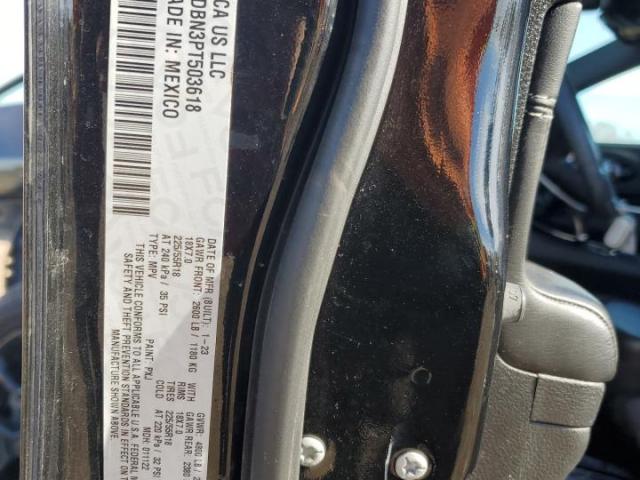 CA US LLC
DBN3PT503618
MADE IN: MEXICO
DATE OF MFR (BUILT): 1-23 GVWR: 4800 LB /
GAWR FRONT: 2600 LB / 1180 KG GAWR REAR:
18X7.0 WITH RIMS 18X7.0
225/55R18 TIRES 225/55R18
AT 240 kPa / 35 PSI COLD AT 220 kPa / 32 PSI
TYPE: MPV PAINT: PXJ MDH: 011122
THIS VEHICLE CONFORMS TO ALL APPLICABLE U.S.A. FEDERAL
SAFETY AND THEFT PREVENTION STANDARDS IN EFFECT ON
MANUFACTURE SHOWN ABOVE.